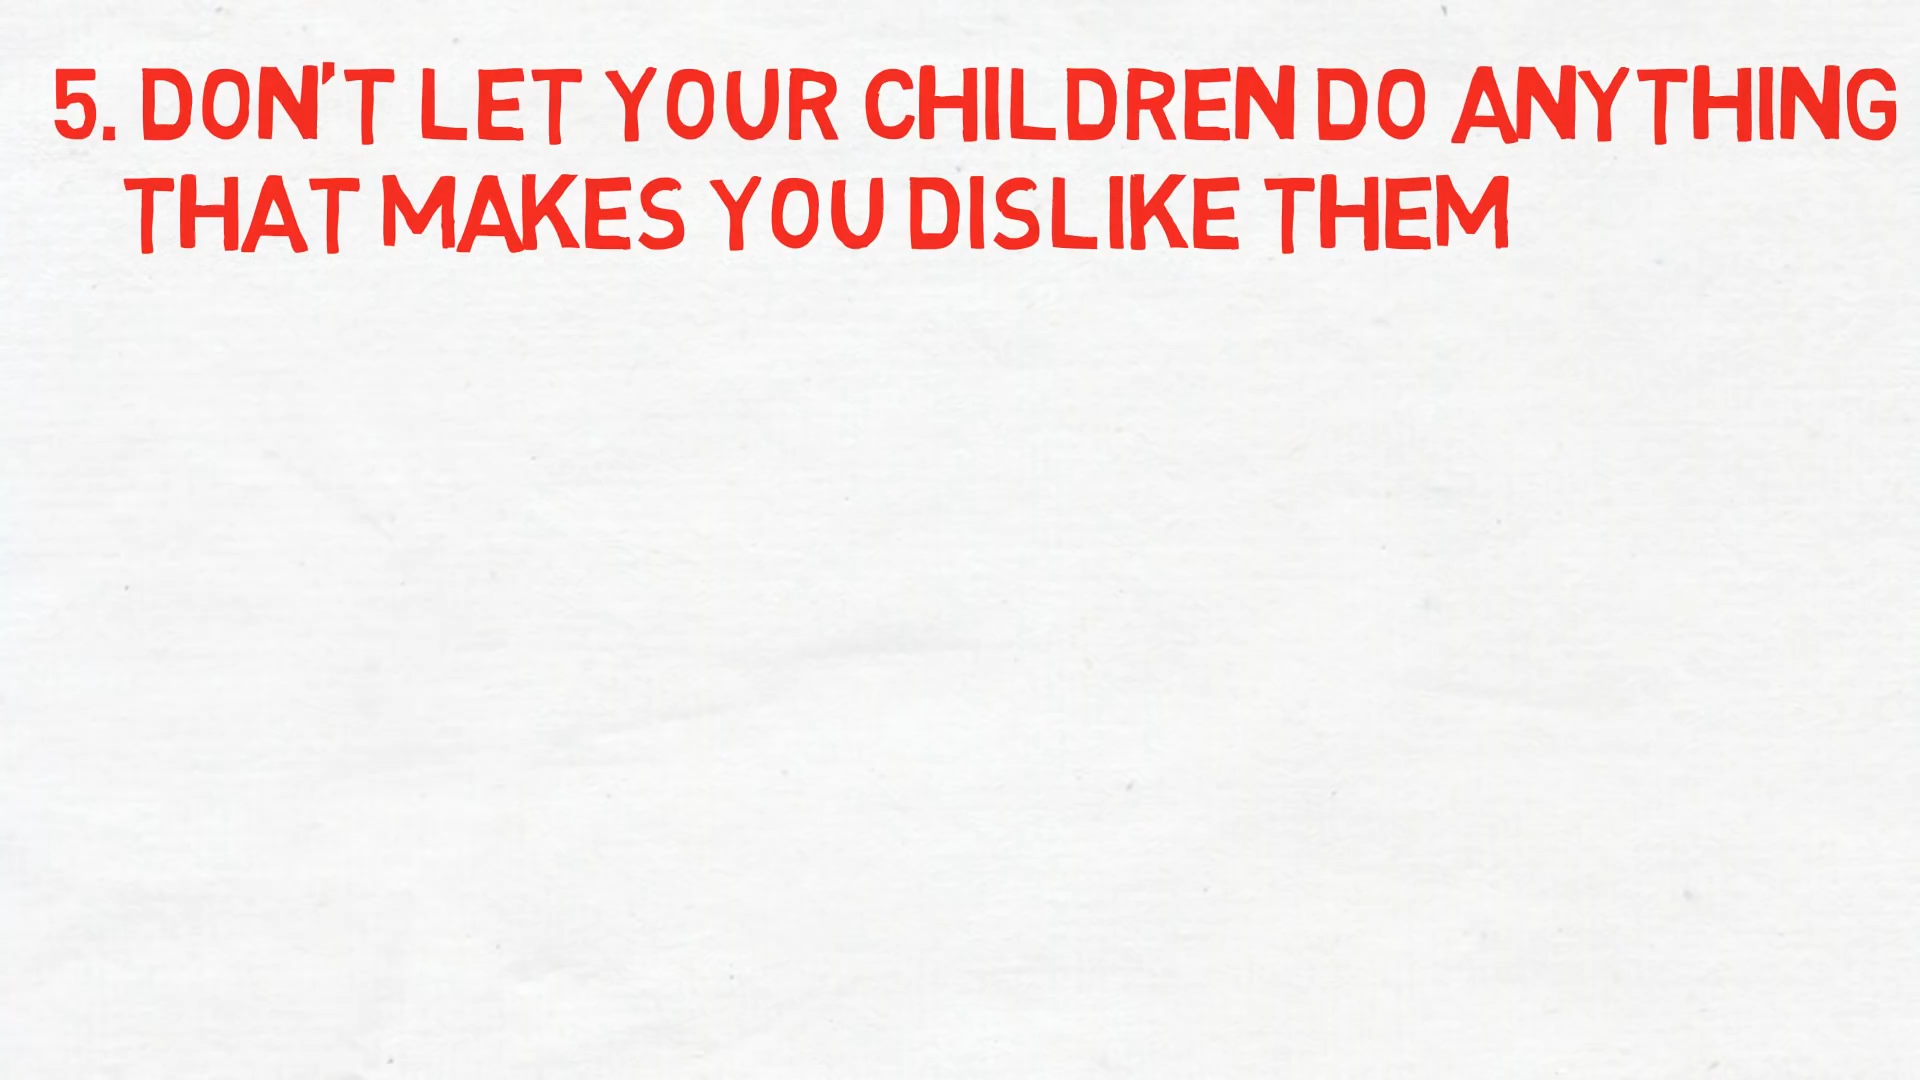 5. DON'T LET YOUR CHILDREN DO ANYTHING
THAT MAKES YOU DISLIKE THEM